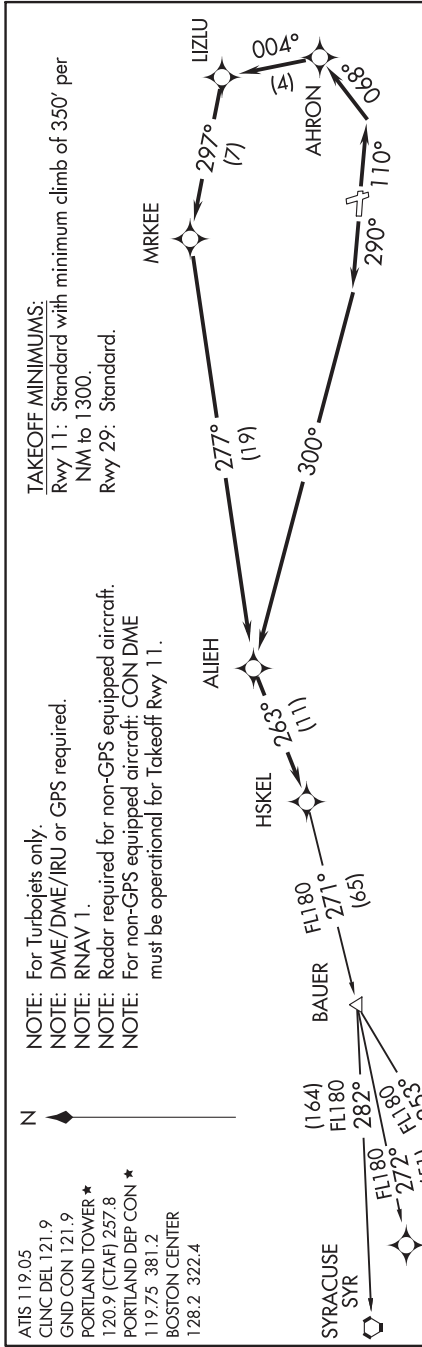 ATIS 119.05
CLNC DEL 121.9
GND CON 121.9
PORTLAND TOWER ★
120.9 (CTAF) 257.8
PORTLAND DEP CON ★
119.75 381.2
BOSTON CENTER
128.2 322.4
N
NOTE: For Turbojets only.
NOTE: DME/DME/IRU or GPS required.
NOTE: RNAV 1.
NOTE: Radar required for non-GPS equipped aircraft.
NOTE: For non-GPS equipped aircraft: CON DME
must be operational for Takeoff Rwy 11.
TAKEOFF MINIMUMS:
Rwy 11: Standard with minimum climb of 350' per
NM to 1300.
Rwy 29: Standard.
LIZLU
004°
(4)
AHRON
068°
110°
290°
297°
(7)
MRKEE
277°
(19)
300°
ALIEH
263°
(11)
HSKEL
FL180
271°
(65)
BAUER
(164)
FL180
282°
SYRACUSE
SYR
FL180
272°
FL180